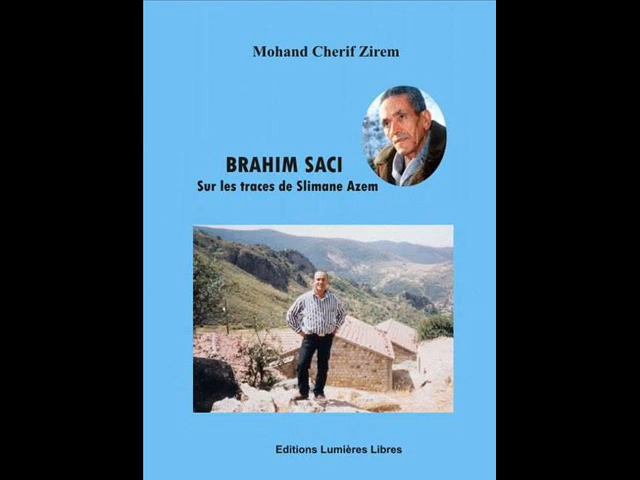 Mohand Cherif Zirem
BRAHIM SACI
Sur les traces de Slimane Azem
Editions Lumières Libres